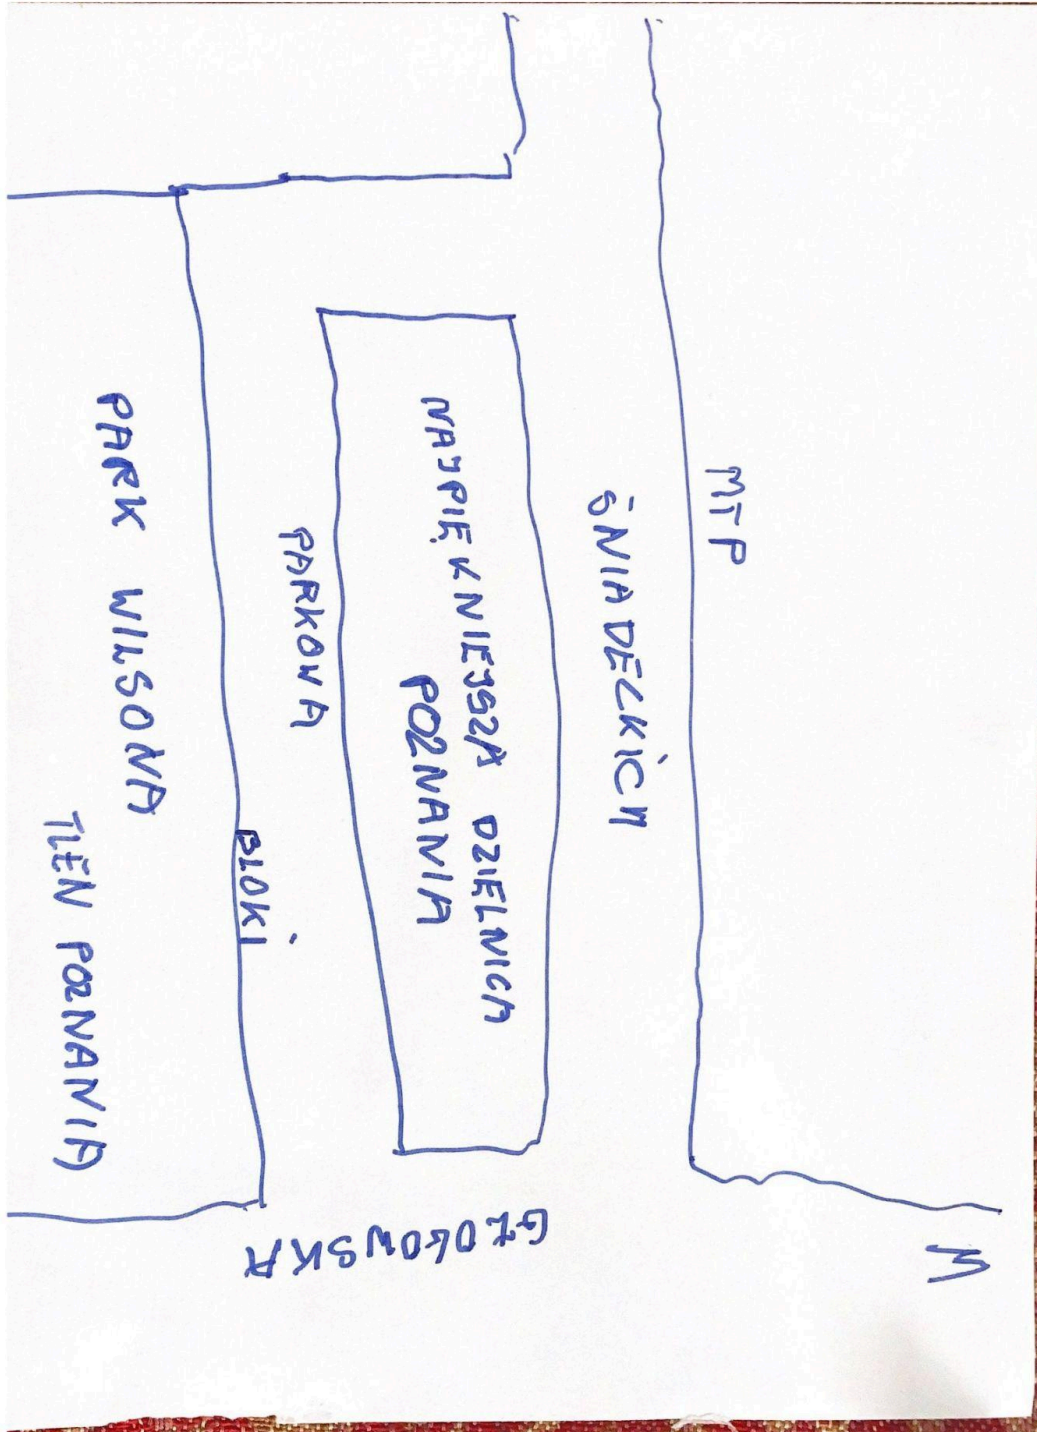 MTP
ŚNIADECKICH
NAJPIĘKNIEJSZA DZIELNICA
POZNANIA
PARKOWA
BLOKI
PARK WILSONA
TLEN POZNANIA
GŁOGOWSKA